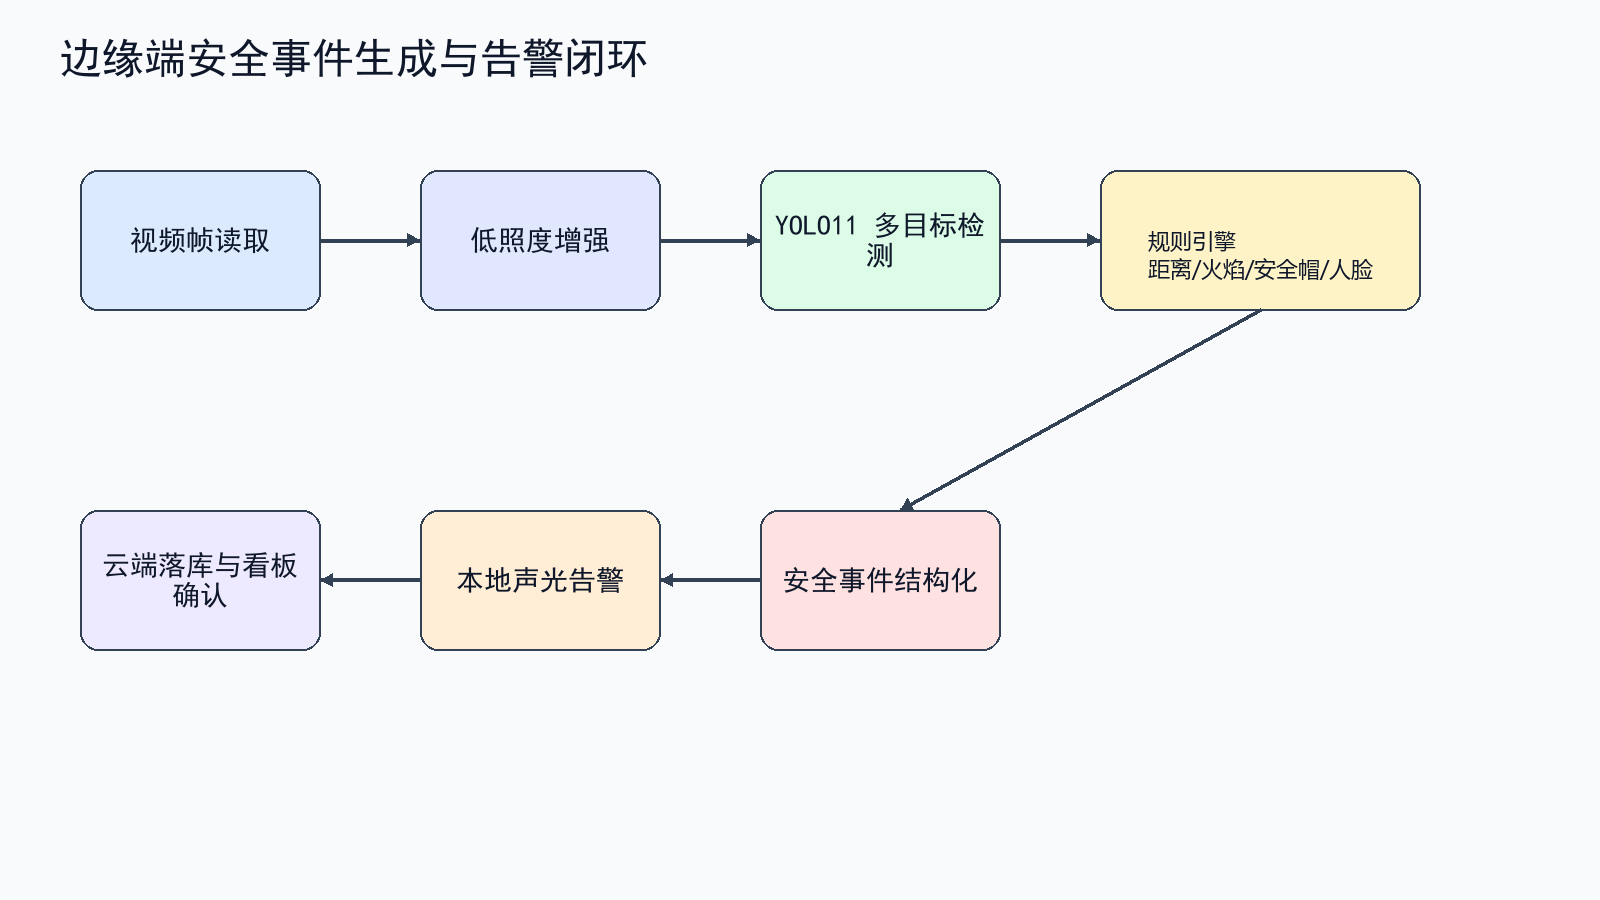 边缘端安全事件生成与告警闭环
视频帧读取
低照度增强
YOLO11 多目标检
测
规则引擎
距离/火焰/安全帽/人脸
云端落库与看板
确认
本地声光告警
安全事件结构化